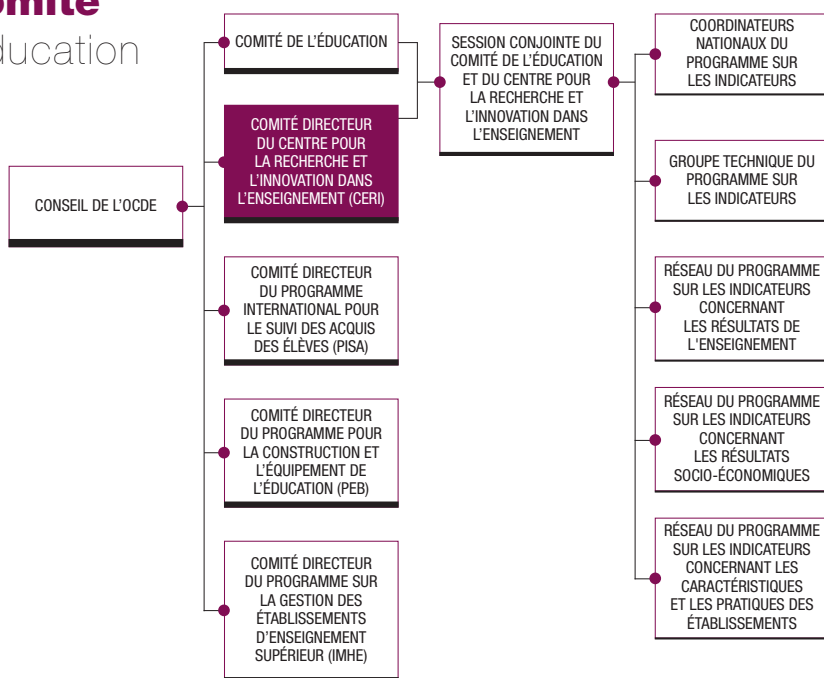 omité
ducation
CONSEIL DE L'OCDE
COMITÉ DE L'ÉDUCATION
COMITÉ DIRECTEUR
DU CENTRE POUR
LA RECHERCHE ET
L'INNOVATION DANS
L'ENSEIGNEMENT (CERI)
COMITÉ DIRECTEUR
DU PROGRAMME
INTERNATIONAL POUR
LE SUIVI DES ACQUIS
DES ÉLÈVES (PISA)
COMITÉ DIRECTEUR
DU PROGRAMME POUR
LA CONSTRUCTION ET
L'ÉQUIPEMENT DE
L'ÉDUCATION (PEB)
COMITÉ DIRECTEUR
DU PROGRAMME SUR
LA GESTION DES
ÉTABLISSEMENTS
D'ENSEIGNEMENT
SUPÉRIEUR (IMHE)
SESSION CONJOINTE DU
COMITÉ DE L'ÉDUCATION
ET DU CENTRE POUR
LA RECHERCHE ET
L'INNOVATION DANS
L'ENSEIGNEMENT
COORDINATEURS
NATIONAUX DU
PROGRAMME SUR
LES INDICATEURS
GROUPE TECHNIQUE DU
PROGRAMME SUR
LES INDICATEURS
RÉSEAU DU PROGRAMME
SUR LES INDICATEURS
CONCERNANT
LES RÉSULTATS DE
L'ENSEIGNEMENT
RÉSEAU DU PROGRAMME
SUR LES INDICATEURS
CONCERNANT
LES RÉSULTATS
SOCIO-ÉCONOMIQUES
RÉSEAU DU PROGRAMME
SUR LES INDICATEURS
CONCERNANT LES
CARACTÉRISTIQUES
ET LES PRATIQUES DES
ÉTABLISSEMENTS